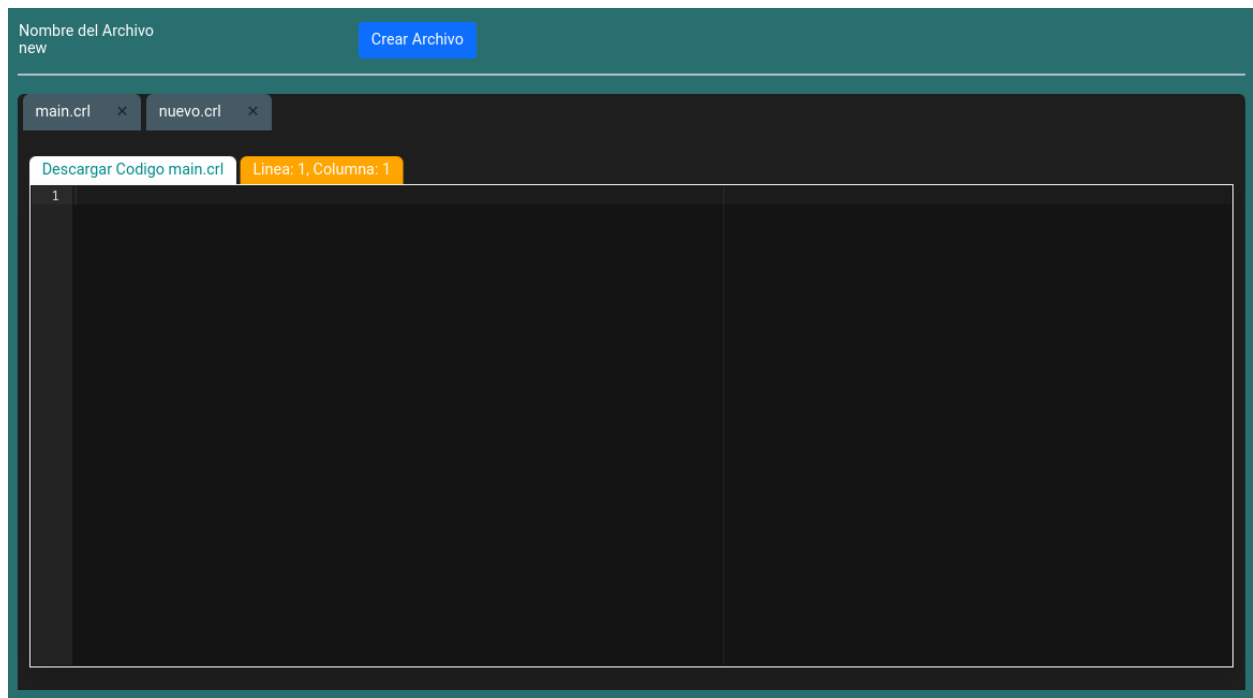 Nombre del Archivo
new
Crear Archivo
main.crl ×
nuevo.crl ×
Descargar Codigo main.crl
Linea: 1, Columna: 1
1